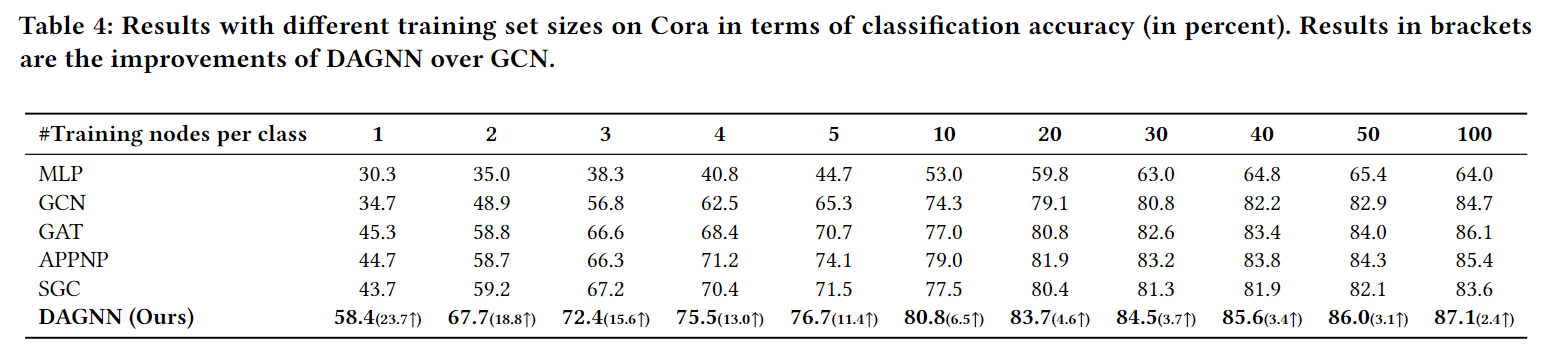 Table 4: Results with different training set sizes on Cora in terms of classification accuracy (in percent). Results in brackets
are the improvements of DAGNN over GCN.
#Training nodes per class 1 2 3 4 5 10 20 30 40 50 100
MLP 30.3 35.0 38.3 40.8 44.7 53.0 59.8 63.0 64.8 65.4 64.0
GCN 34.7 48.9 56.8 62.5 65.3 74.3 79.1 80.8 82.2 82.9 84.7
GAT 45.3 58.8 66.6 68.4 70.7 77.0 80.8 82.6 83.4 84.0 86.1
APPNP 44.7 58.7 66.3 71.2 74.1 79.0 81.9 83.2 83.8 84.3 85.4
SGC 43.7 59.2 67.2 70.4 71.5 77.5 80.4 81.3 81.9 82.1 83.6
DAGNN (Ours) 58.4(23.7↑) 67.7(18.8↑) 72.4(15.6↑) 75.5(13.0↑) 76.7(11.4↑) 80.8(6.5↑) 83.7(4.6↑) 84.5(3.7↑) 85.6(3.4↑) 86.0(3.1↑) 87.1(2.4↑)